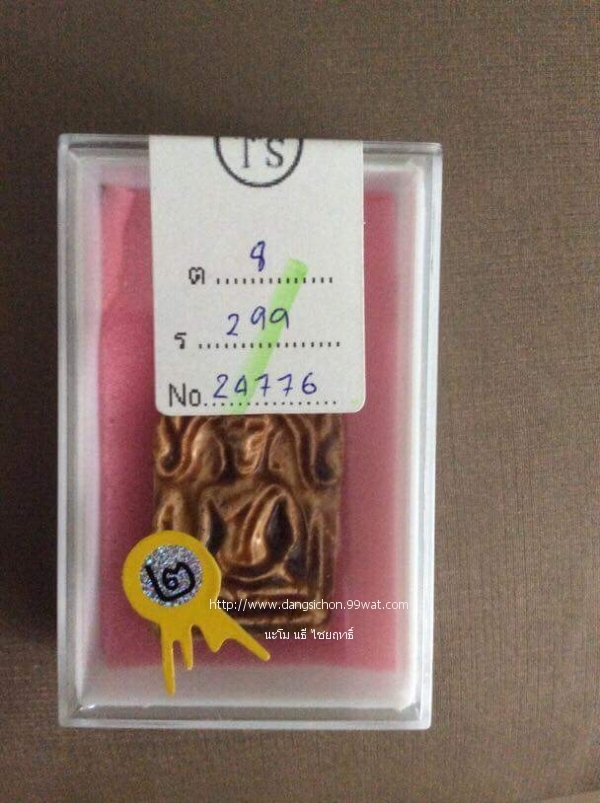 TS
ต ............... 8
ร .................. 299
No.................. 24776
๒
http://www.dangsichon.99wat.com
นะโม นธี ไชยฤทธิ์